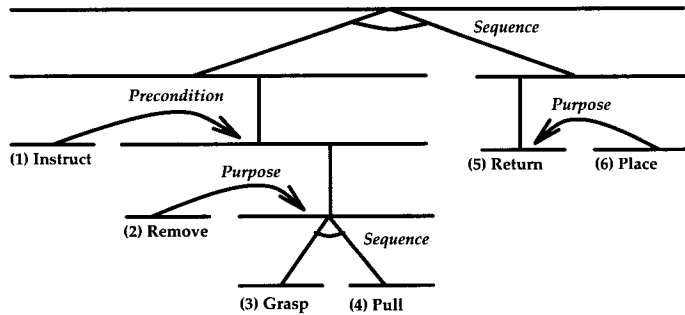 Sequence
Precondition
Purpose
(1) Instruct
(5) Return
(6) Place
Purpose
(2) Remove
Sequence
(3) Grasp
(4) Pull